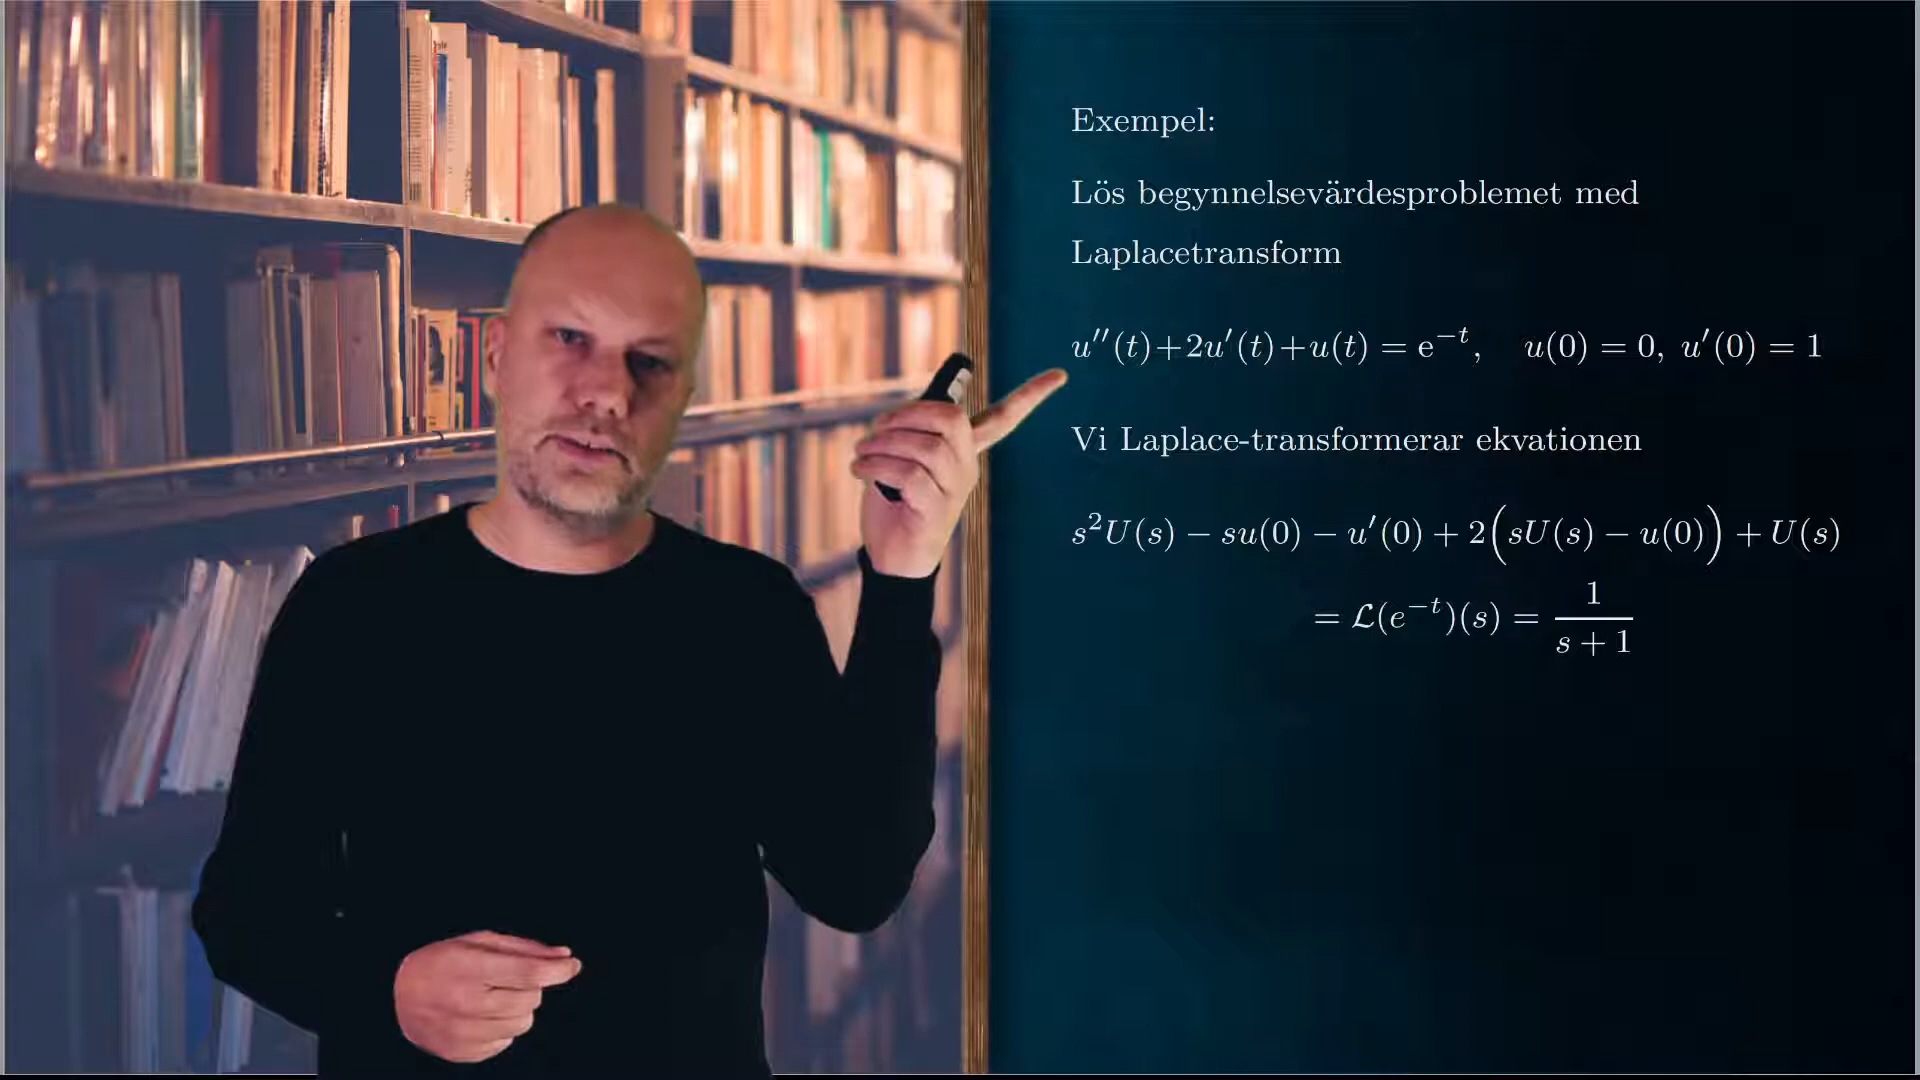 Exempel:
Lös begynnelsevärdesproblemet med
Laplacetransform
u′′(t)+2u′(t)+u(t) = e^{−t},  u(0) = 0, u′(0) = 1
Vi Laplace-transformerar ekvationen
s²U(s) − su(0) − u′(0) + 2(sU(s) − u(0)) + U(s)
= ℒ(e^{−t})(s) = 1/(s + 1)